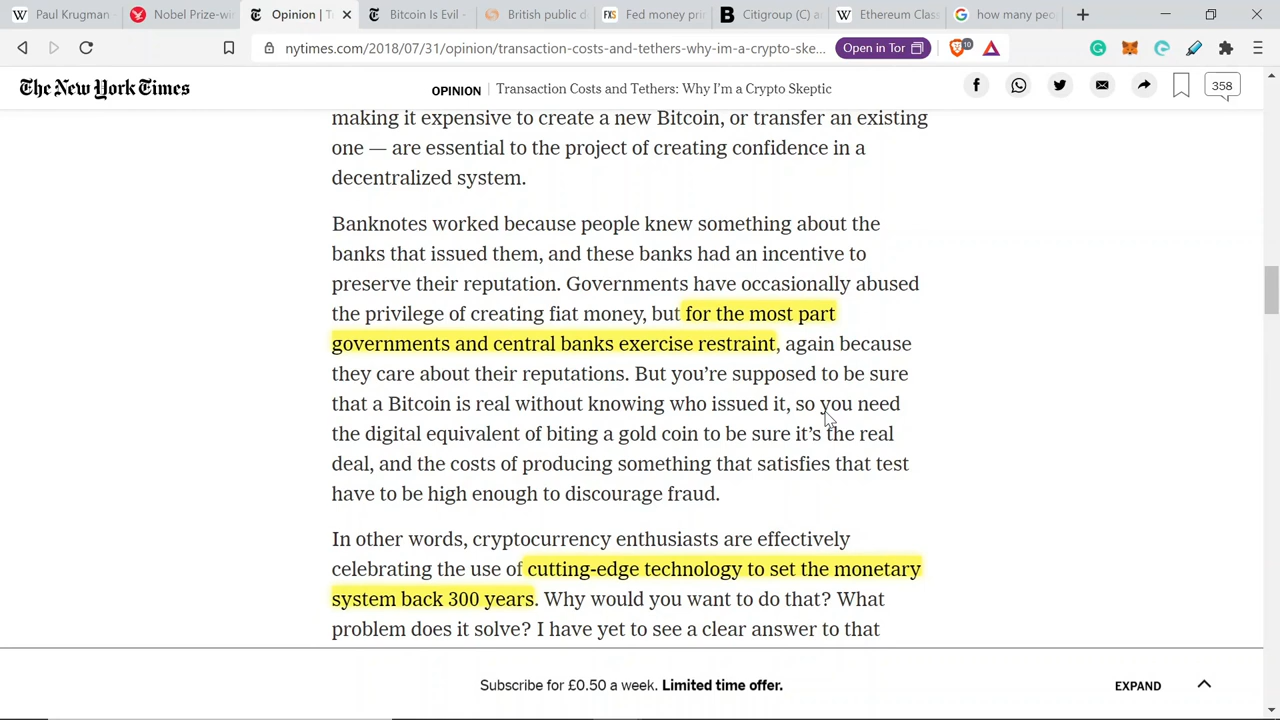 Paul Krugman -
Nobel Prize-wi
Opinion | T
Bitcoin Is Evil -
British public d
FXS
Fed money pri
Citigroup (C) a
Ethereum Clas
how many peo
nytimes.com/2018/07/31/opinion/transaction-costs-and-tethers-why-im-a-crypto-ske...
Open in Tor
10
The New York Times
OPINION | Transaction Costs and Tethers: Why I'm a Crypto Skeptic
358
making it expensive to create a new Bitcoin, or transfer an existing
one — are essential to the project of creating confidence in a
decentralized system.
Banknotes worked because people knew something about the
banks that issued them, and these banks had an incentive to
preserve their reputation. Governments have occasionally abused
the privilege of creating fiat money, but for the most part
governments and central banks exercise restraint, again because
they care about their reputations. But you're supposed to be sure
that a Bitcoin is real without knowing who issued it, so you need
the digital equivalent of biting a gold coin to be sure it's the real
deal, and the costs of producing something that satisfies that test
have to be high enough to discourage fraud.
In other words, cryptocurrency enthusiasts are effectively
celebrating the use of cutting-edge technology to set the monetary
system back 300 years. Why would you want to do that? What
problem does it solve? I have yet to see a clear answer to that
Subscribe for £0.50 a week. Limited time offer.
EXPAND